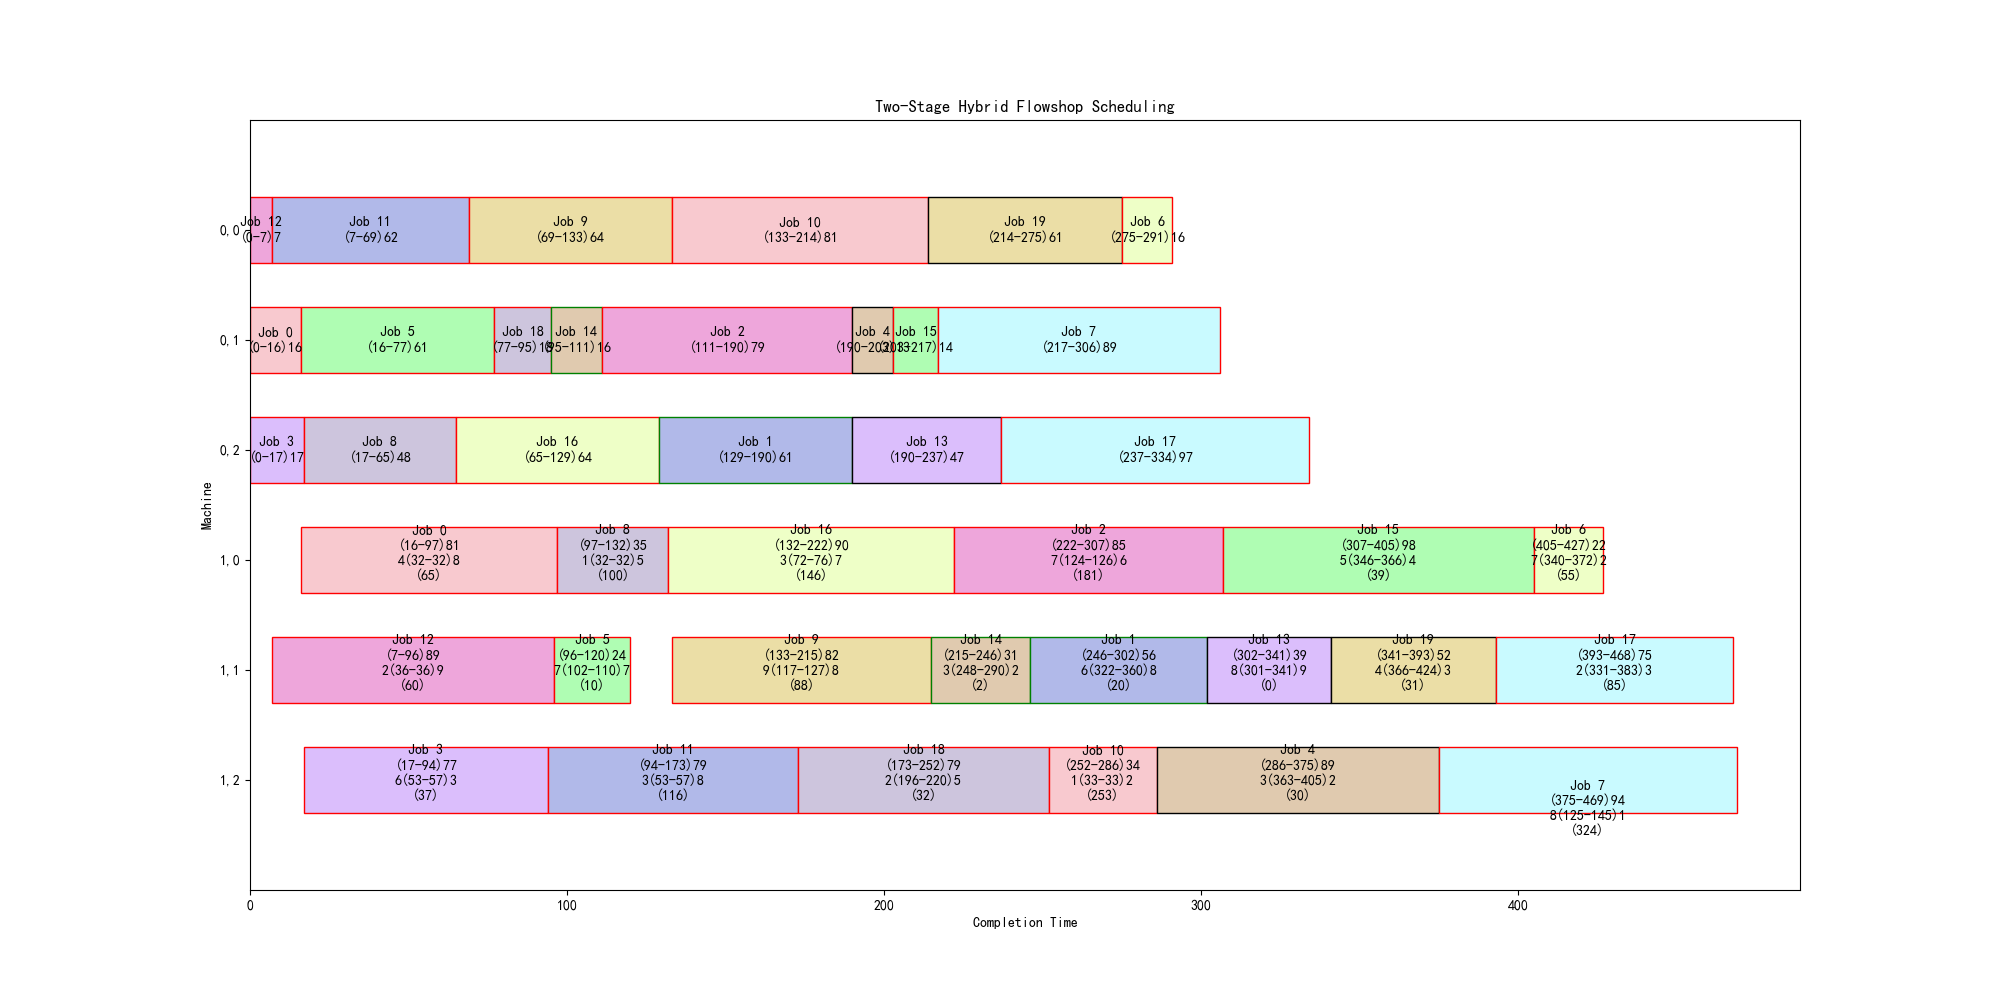 Two-Stage Hybrid Flowshop Scheduling
Machine
0,0
Job 12
(0-7)7
Job 11
(7-69)62
Job 9
(69-133)64
Job 10
(133-214)81
Job 19
(214-275)61
Job 6
(275-291)16
0,1
Job 0
(0-16)16
Job 5
(16-77)61
Job 18
(77-95)18
Job 14
(95-111)16
Job 2
(111-190)79
Job 4
(190-203)13
Job 15
(203-217)14
Job 7
(217-306)89
0,2
Job 3
(0-17)17
Job 8
(17-65)48
Job 16
(65-129)64
Job 1
(129-190)61
Job 13
(190-237)47
Job 17
(237-334)97
1,0
Job 0
(16-97)81
4(32-32)8
(65)
Job 8
(97-132)35
1(32-32)5
(100)
Job 16
(132-222)90
3(72-76)7
(146)
Job 2
(222-307)85
7(124-126)6
(181)
Job 15
(307-405)98
5(346-366)4
(39)
Job 6
(405-427)22
7(340-372)2
(55)
1,1
Job 12
(7-96)89
2(36-36)9
(60)
Job 5
(96-120)24
7(102-110)7
(10)
Job 9
(133-215)82
9(117-127)8
(88)
Job 14
(215-246)31
3(248-290)2
(2)
Job 1
(246-302)56
6(322-360)8
(20)
Job 13
(302-341)39
8(301-341)9
(0)
Job 19
(341-393)52
4(366-424)3
(31)
Job 17
(393-468)75
2(331-383)3
(85)
1,2
Job 3
(17-94)77
6(53-57)3
(37)
Job 11
(94-173)79
3(53-57)8
(116)
Job 18
(173-252)79
2(196-220)5
(32)
Job 10
(252-286)34
1(33-33)2
(253)
Job 4
(286-375)89
3(363-405)2
(30)
Job 7
(375-469)94
8(125-145)1
(324)
0
100
200
300
400
Completion Time